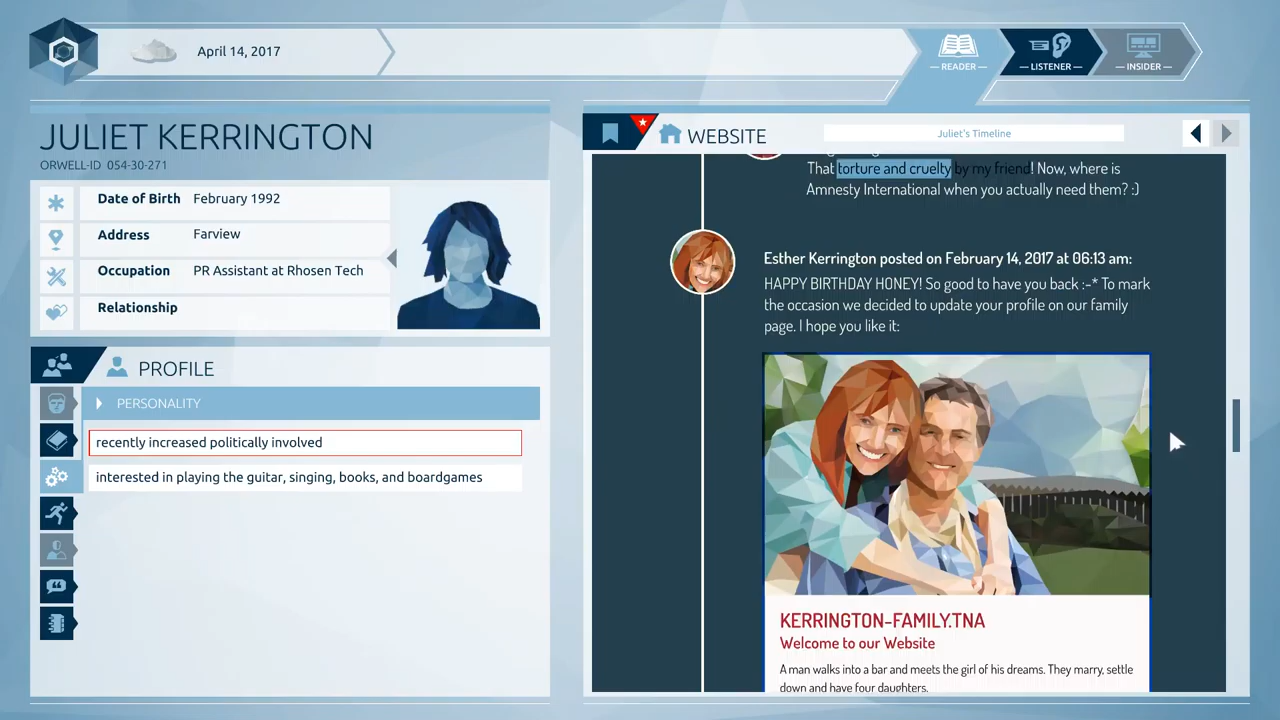 April 14, 2017
— READER —
— LISTENER —
— INSIDER —
JULIET KERRINGTON
ORWELL-ID 054-30-271
Date of Birth February 1992
Address Farview
Occupation PR Assistant at Rhosen Tech
Relationship
PROFILE
PERSONALITY
recently increased politically involved
interested in playing the guitar, singing, books, and boardgames
WEBSITE
Juliet's Timeline
That torture and cruelty by my friend! Now, where is
Amnesty International when you actually need them? :)
Esther Kerrington posted on February 14, 2017 at 06:13 am:
HAPPY BIRTHDAY HONEY! So good to have you back :-* To mark
the occasion we decided to update your profile on our family
page. I hope you like it:
KERRINGTON-FAMILY.TNA
Welcome to our Website
A man walks into a bar and meets the girl of his dreams. They marry, settle
down and have four daughters.